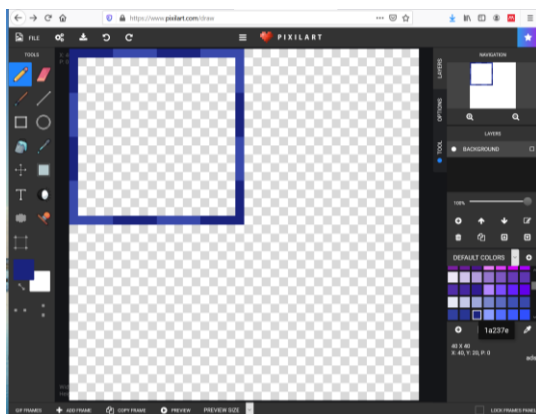 https://www.pixilart.com/draw
FILE
PIXILART
TOOLS
NAVIGATION
LAYERS
OPTIONS
TOOL
LAYERS
BACKGROUND
100%
DEFAULT COLORS
1a237e
40 X 40
X: 40, Y: 20, P: 0
T
GIF FRAMES
ADD FRAME
COPY FRAME
PREVIEW
PREVIEW SIZE
LOCK FRAMES PANEL